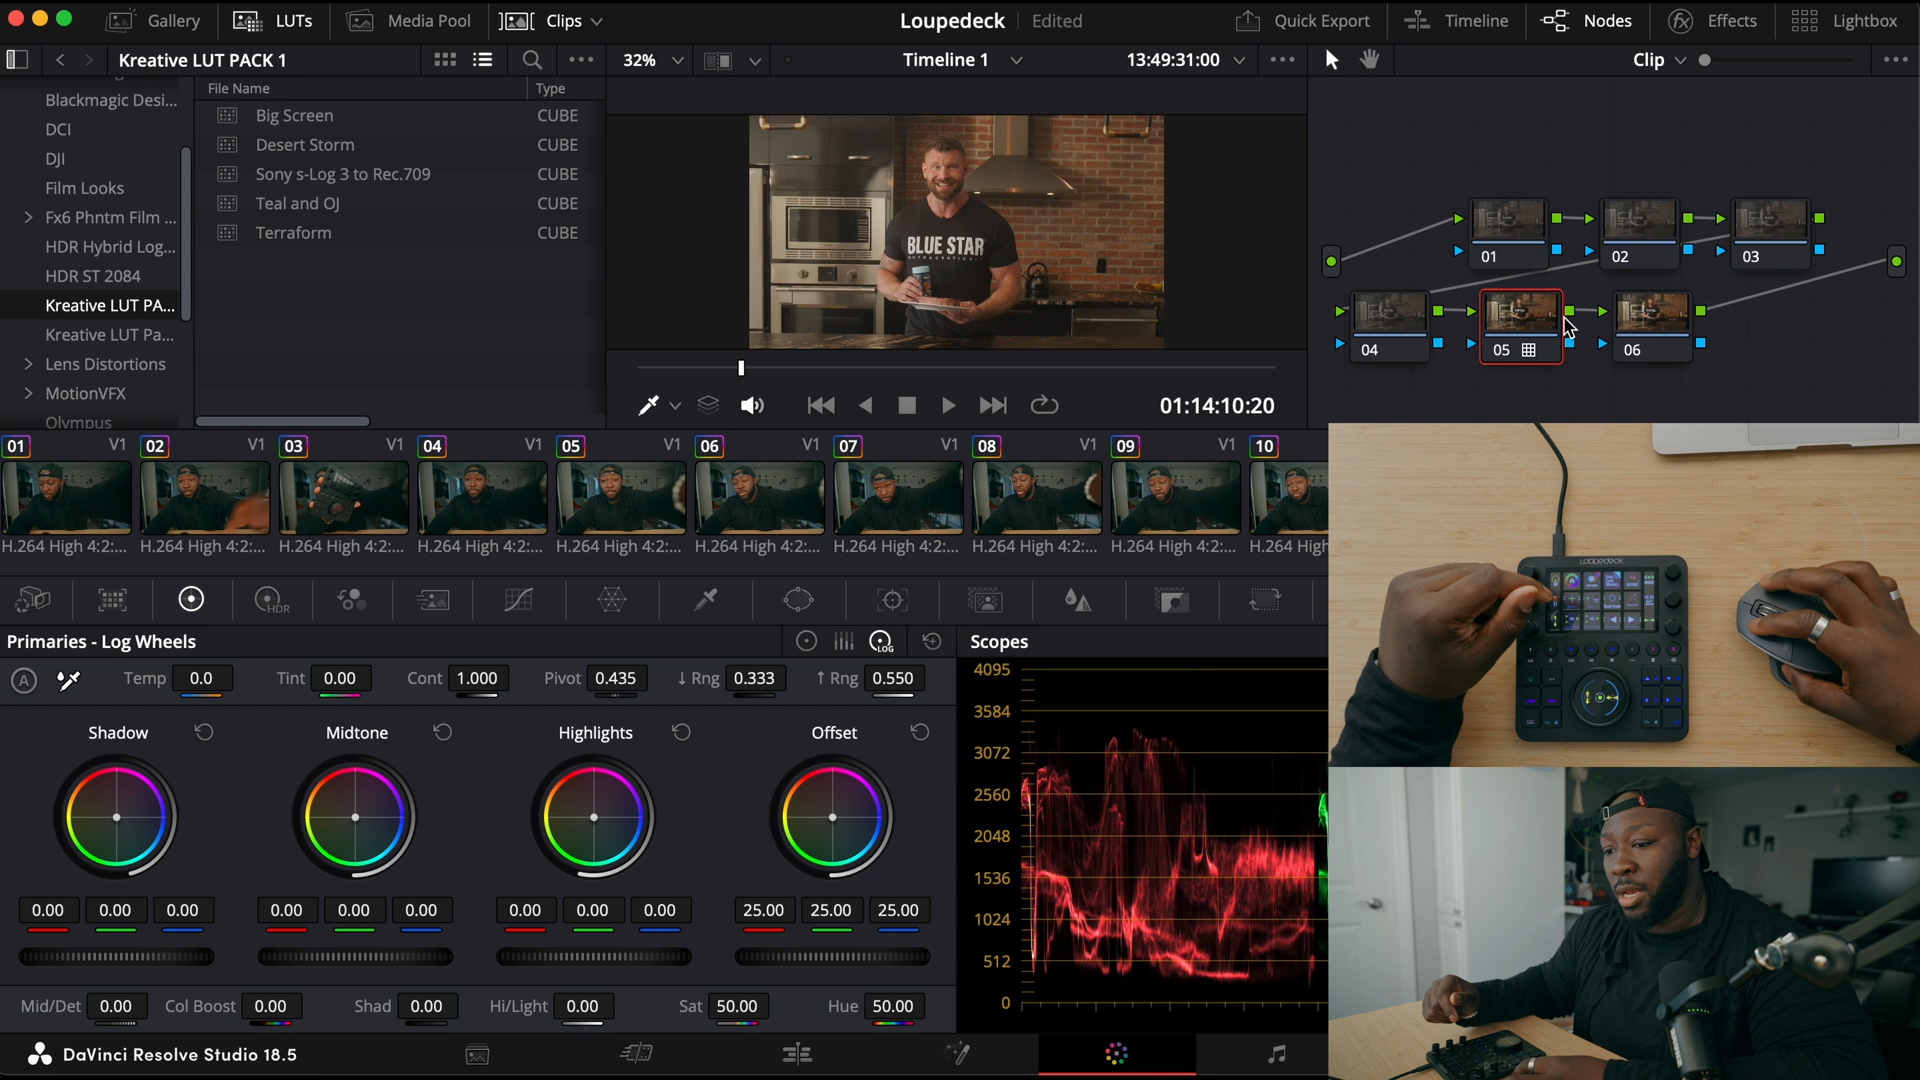 Gallery LUTs Media Pool Clips Loupedeck Edited Quick Export Timeline Nodes Effects Lightbox
Kreative LUT PACK 1 32% Timeline 1 13:49:31:00 Clip
File Name Type
Blackmagic Desi...
DCI
DJI
Film Looks
Fx6 Phntm Film ...
HDR Hybrid Log...
HDR ST 2084
Kreative LUT PA...
Kreative LUT Pa...
Lens Distortions
MotionVFX
Olympus
Big Screen CUBE
Desert Storm CUBE
Sony s-Log 3 to Rec.709 CUBE
Teal and OJ CUBE
Terraform CUBE
BLUE STAR
NUTRACEUTICALS
01:14:10:20
01 02 03
04 05 06
01 V1 02 V1 03 V1 04 V1 05 V1 06 V1 07 V1 08 V1 09 V1 10
H.264 High 4:2:... H.264 High 4:2:... H.264 High 4:2:... H.264 High 4:2:... H.264 High 4:2:... H.264 High 4:2:... H.264 High 4:2:... H.264 High 4:2:... H.264 High 4:2:... H.264 High
HDR
Primaries - Log Wheels LOG Scopes
A Temp 0.0 Tint 0.00 Cont 1.000 Pivot 0.435 ↓ Rng 0.333 ↑ Rng 0.550
Shadow Midtone Highlights Offset
0.00 0.00 0.00 0.00 0.00 0.00 0.00 0.00 0.00 25.00 25.00 25.00
Mid/Det 0.00 Col Boost 0.00 Shad 0.00 Hi/Light 0.00 Sat 50.00 Hue 50.00
4095
3584
3072
2560
2048
1536
1024
512
0
DaVinci Resolve Studio 18.5
Loupedeck